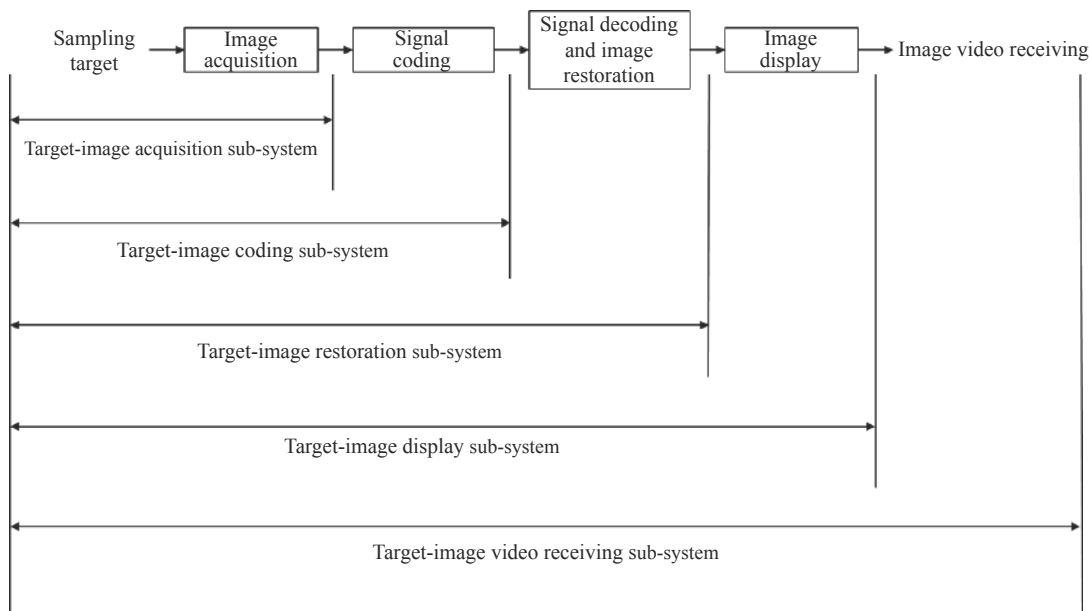 Sampling
target
Image
acquisition
Signal
coding
Signal decoding
and image
restoration
Image
display
Image video receiving
Target-image acquisition sub-system
Target-image coding sub-system
Target-image restoration sub-system
Target-image display sub-system
Target-image video receiving sub-system